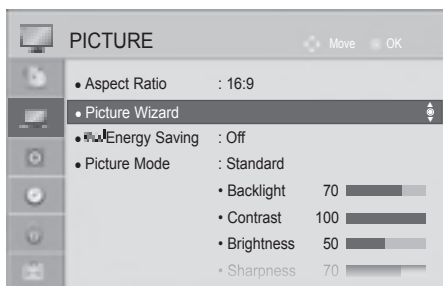 PICTURE
Move OK
• Aspect Ratio : 16:9
• Picture Wizard
• Energy Saving : Off
• Picture Mode : Standard
• Backlight 70
• Contrast 100
• Brightness 50
• Sharpness 70